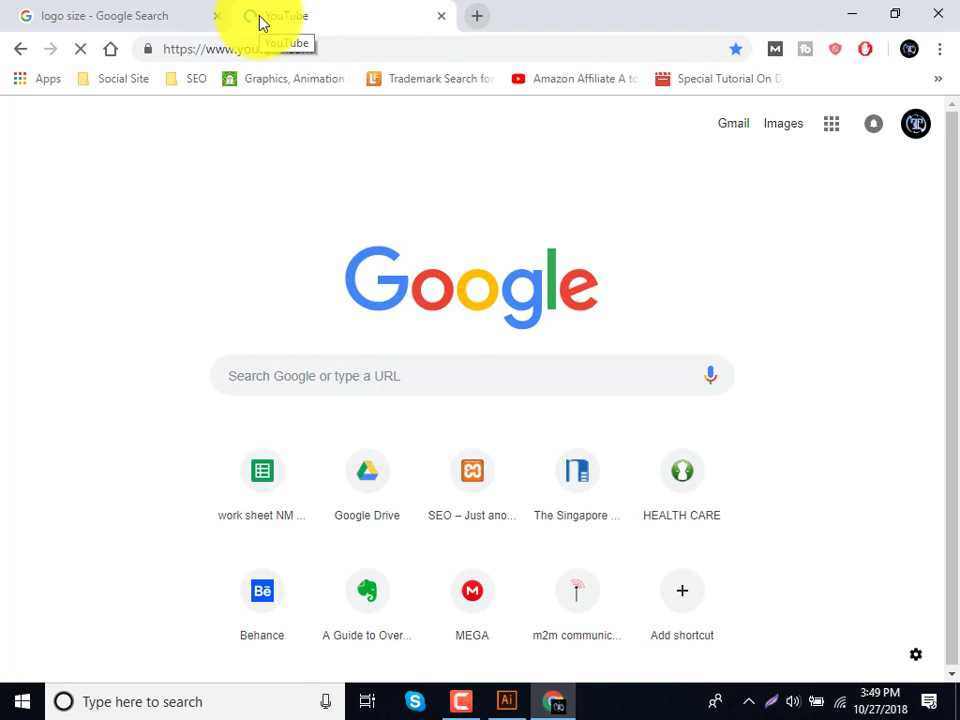 logo size - Google Search
YouTube
https://www.you
YouTube
Apps
Social Site
SEO
Graphics, Animation
Trademark Search for
Amazon Affiliate A to
Special Tutorial On D
»
Gmail
Images
Google
Search Google or type a URL
work sheet NM ...
Google Drive
SEO – Just ano...
The Singapore ...
HEALTH CARE
Behance
A Guide to Over...
MEGA
m2m communic...
Add shortcut
Type here to search
3:49 PM
10/27/2018